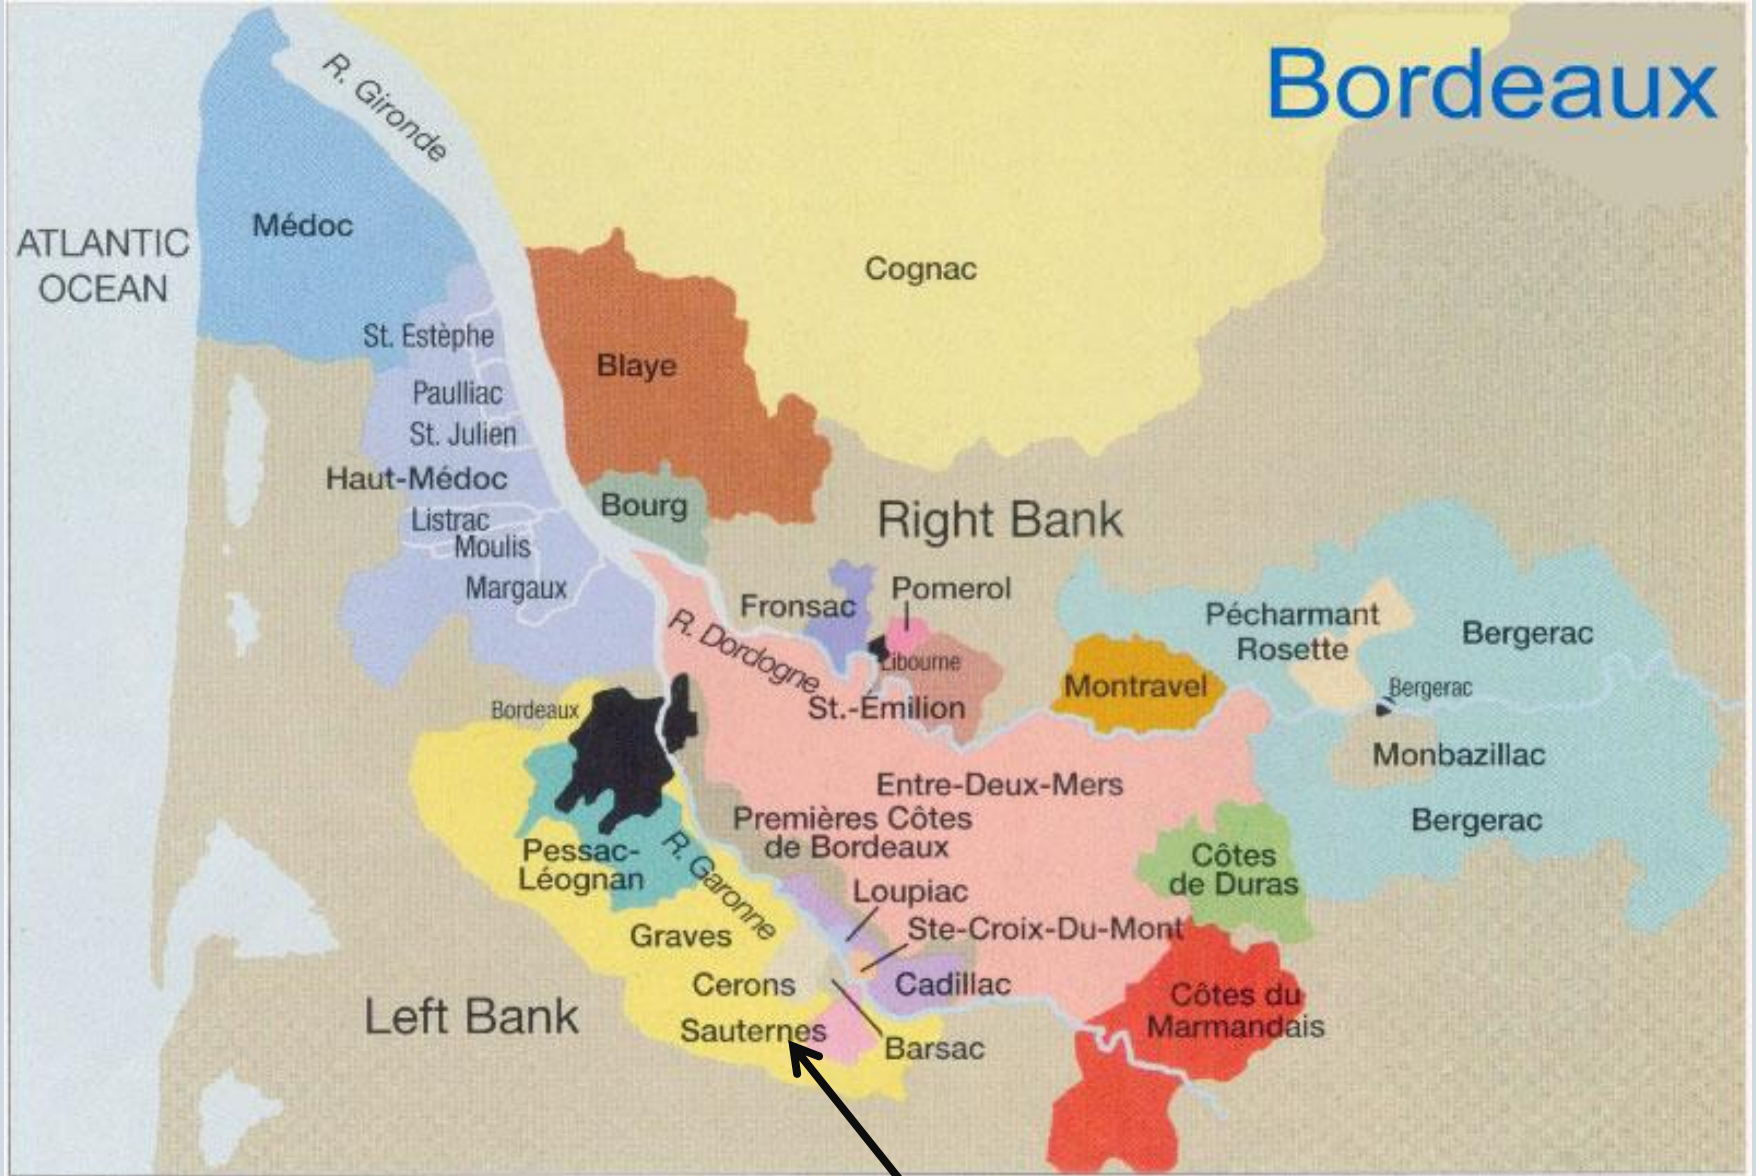 Bordeaux
R. Gironde
ATLANTIC
OCEAN
Médoc
Cognac
St. Estèphe
Blaye
Paulliac
St. Julien
Haut-Médoc
Bourg
Listrac
Moulis
Right Bank
Margaux
Fronsac
Pomerol
Pécharmant
Rosette
Bergerac
R. Dordogne
Libourne
Montravel
Bergerac
Bordeaux
St.-Émilion
Monbazillac
Entre-Deux-Mers
Premières Côtes
de Bordeaux
Bergerac
Pessac-
Léognan
R. Garonne
Côtes
de Duras
Loupiac
Ste-Croix-Du-Mont
Graves
Cerons
Cadillac
Left Bank
Côtes du
Marmandais
Sauternes
Barsac